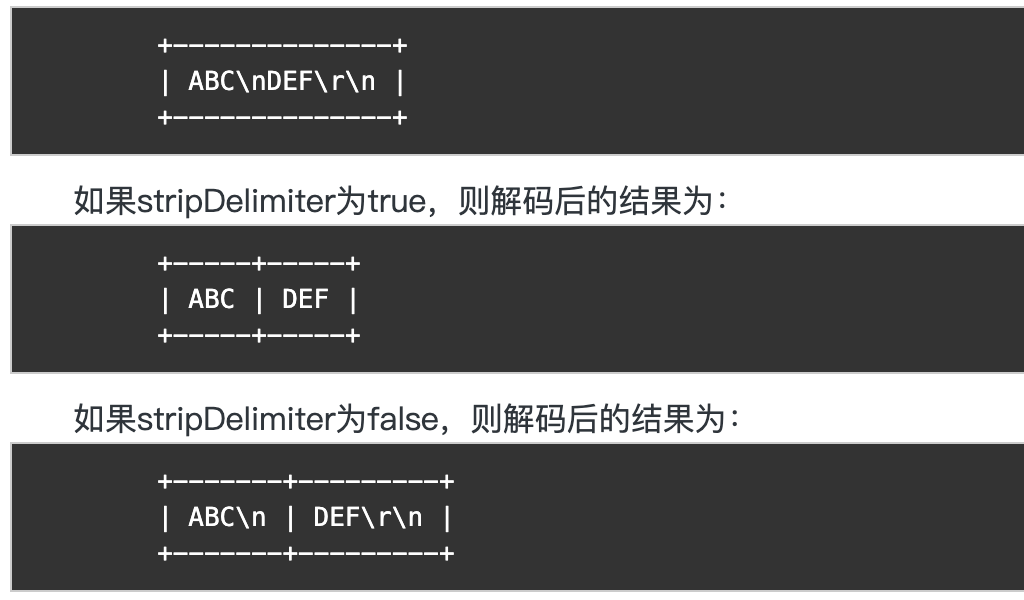 +--------------+
| ABC\nDEF\r\n |
+--------------+
如果stripDelimiter为true，则解码后的结果为：
+-----+-----+
| ABC | DEF |
+-----+-----+
如果stripDelimiter为false，则解码后的结果为：
+-------+---------+
| ABC\n | DEF\r\n |
+-------+---------+